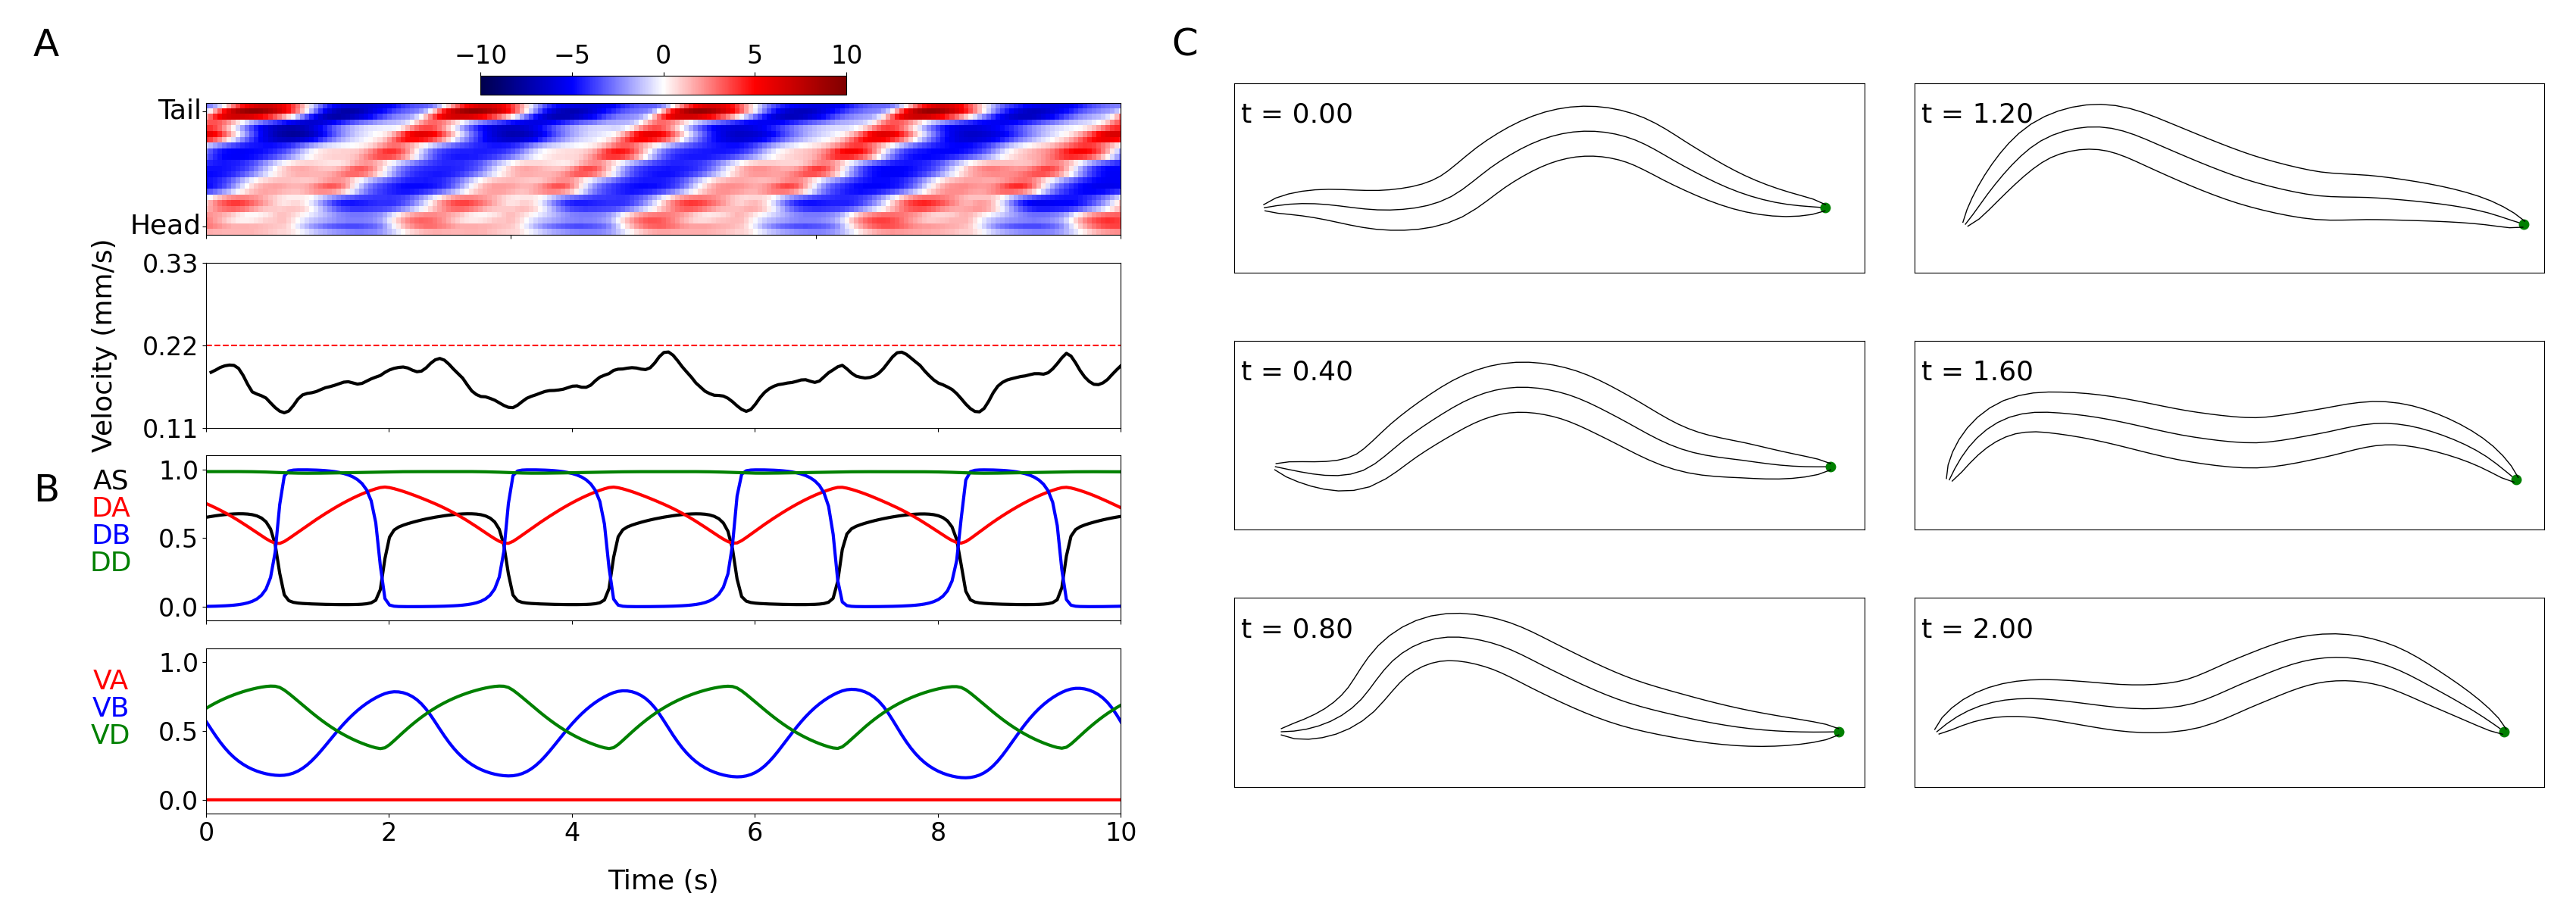 A
−10 −5 0 5 10
Tail
Head
Velocity (mm/s)
0.33
0.22
0.11
B
AS
DA
DB
DD
1.0
0.5
0.0
VA
VB
VD
1.0
0.5
0.0
0 2 4 6 8 10
Time (s)
C
t = 0.00
t = 1.20
t = 0.40
t = 1.60
t = 0.80
t = 2.00